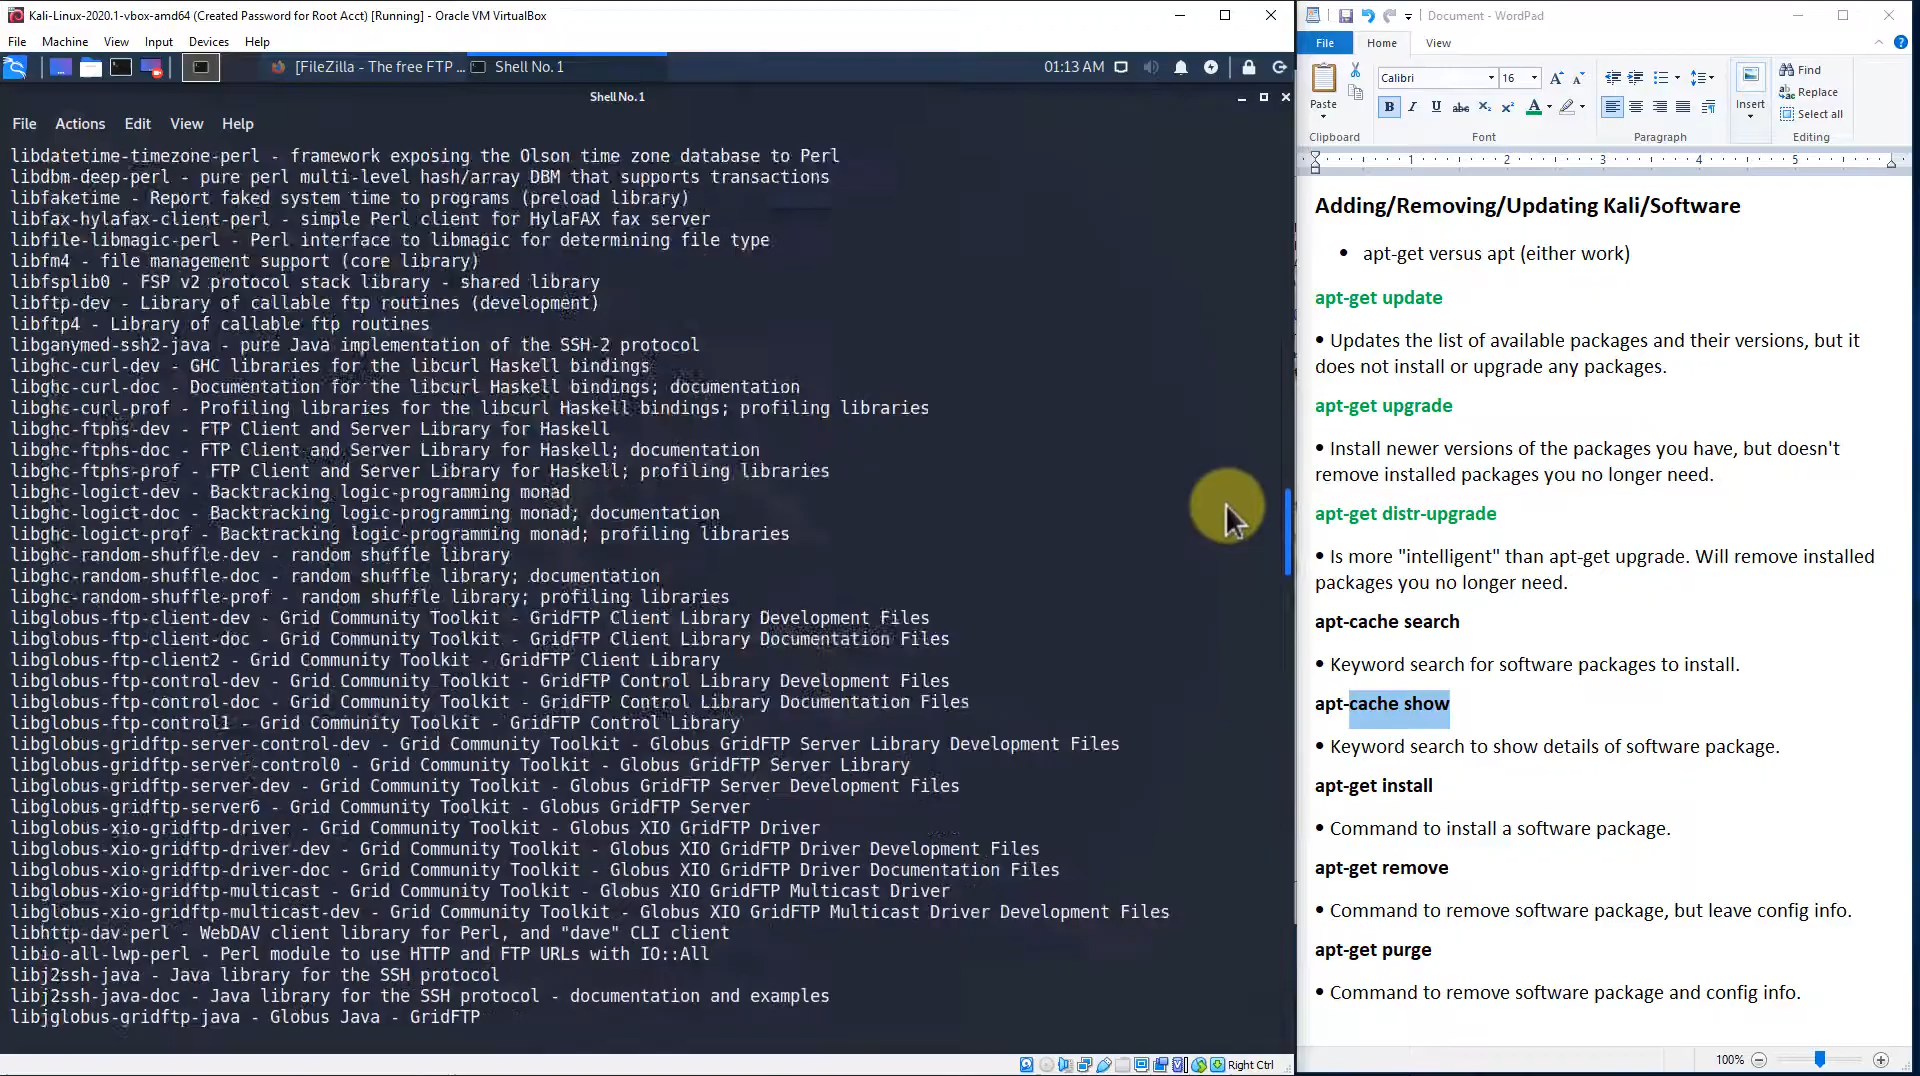 Kali-Linux-2020.1-vbox-amd64 (Created Password for Root Acct) [Running] - Oracle VM VirtualBox
File Machine View Input Devices Help
[FileZilla - The free FTP ... Shell No. 1 01:13 AM
Shell No. 1
File Actions Edit View Help
libdatetime-timezone-perl - framework exposing the Olson time zone database to Perl
libdbm-deep-perl - pure perl multi-level hash/array DBM that supports transactions
libfaketime - Report faked system time to programs (preload library)
libfax-hylafax-client-perl - simple Perl client for HylaFAX fax server
libfile-libmagic-perl - Perl interface to libmagic for determining file type
libfm4 - file management support (core library)
libfsplib0 - FSP v2 protocol stack library - shared library
libftp-dev - Library of callable ftp routines (development)
libftp4 - Library of callable ftp routines
libganymed-ssh2-java - pure Java implementation of the SSH-2 protocol
libghc-curl-dev - GHC libraries for the libcurl Haskell bindings
libghc-curl-doc - Documentation for the libcurl Haskell bindings; documentation
libghc-curl-prof - Profiling libraries for the libcurl Haskell bindings; profiling libraries
libghc-ftphs-dev - FTP Client and Server Library for Haskell
libghc-ftphs-doc - FTP Client and Server Library for Haskell; documentation
libghc-ftphs-prof - FTP Client and Server Library for Haskell; profiling libraries
libghc-logict-dev - Backtracking logic-programming monad
libghc-logict-doc - Backtracking logic-programming monad; documentation
libghc-logict-prof - Backtracking logic-programming monad; profiling libraries
libghc-random-shuffle-dev - random shuffle library
libghc-random-shuffle-doc - random shuffle library; documentation
libghc-random-shuffle-prof - random shuffle library; profiling libraries
libglobus-ftp-client-dev - Grid Community Toolkit - GridFTP Client Library Development Files
libglobus-ftp-client-doc - Grid Community Toolkit - GridFTP Client Library Documentation Files
libglobus-ftp-client2 - Grid Community Toolkit - GridFTP Client Library
libglobus-ftp-control-dev - Grid Community Toolkit - GridFTP Control Library Development Files
libglobus-ftp-control-doc - Grid Community Toolkit - GridFTP Control Library Documentation Files
libglobus-ftp-control1 - Grid Community Toolkit - GridFTP Control Library
libglobus-gridftp-server-control-dev - Grid Community Toolkit - Globus GridFTP Server Library Development Files
libglobus-gridftp-server-control0 - Grid Community Toolkit - Globus GridFTP Server Library
libglobus-gridftp-server-dev - Grid Community Toolkit - Globus GridFTP Server Development Files
libglobus-gridftp-server6 - Grid Community Toolkit - Globus GridFTP Server
libglobus-xio-gridftp-driver - Grid Community Toolkit - Globus XIO GridFTP Driver
libglobus-xio-gridftp-driver-dev - Grid Community Toolkit - Globus XIO GridFTP Driver Development Files
libglobus-xio-gridftp-driver-doc - Grid Community Toolkit - Globus XIO GridFTP Driver Documentation Files
libglobus-xio-gridftp-multicast - Grid Community Toolkit - Globus XIO GridFTP Multicast Driver
libglobus-xio-gridftp-multicast-dev - Grid Community Toolkit - Globus XIO GridFTP Multicast Driver Development Files
libhttp-dav-perl - WebDAV client library for Perl, and "dave" CLI client
libio-all-lwp-perl - Perl module to use HTTP and FTP URLs with IO::All
libj2ssh-java - Java library for the SSH protocol
libj2ssh-java-doc - Java library for the SSH protocol - documentation and examples
libjglobus-gridftp-java - Globus Java - GridFTP
Right Ctrl
Document - WordPad
File Home View
Calibri 16
Paste
B I U abc X₂ X² A
Insert
Find
Replace
Select all
Clipboard Font Paragraph Editing
1 2 3 4 5
Adding/Removing/Updating Kali/Software
• apt-get versus apt (either work)
apt-get update
• Updates the list of available packages and their versions, but it
does not install or upgrade any packages.
apt-get upgrade
• Install newer versions of the packages you have, but doesn't
remove installed packages you no longer need.
apt-get distr-upgrade
• Is more "intelligent" than apt-get upgrade. Will remove installed
packages you no longer need.
apt-cache search
• Keyword search for software packages to install.
apt-cache show
• Keyword search to show details of software package.
apt-get install
• Command to install a software package.
apt-get remove
• Command to remove software package, but leave config info.
apt-get purge
• Command to remove software package and config info.
100%